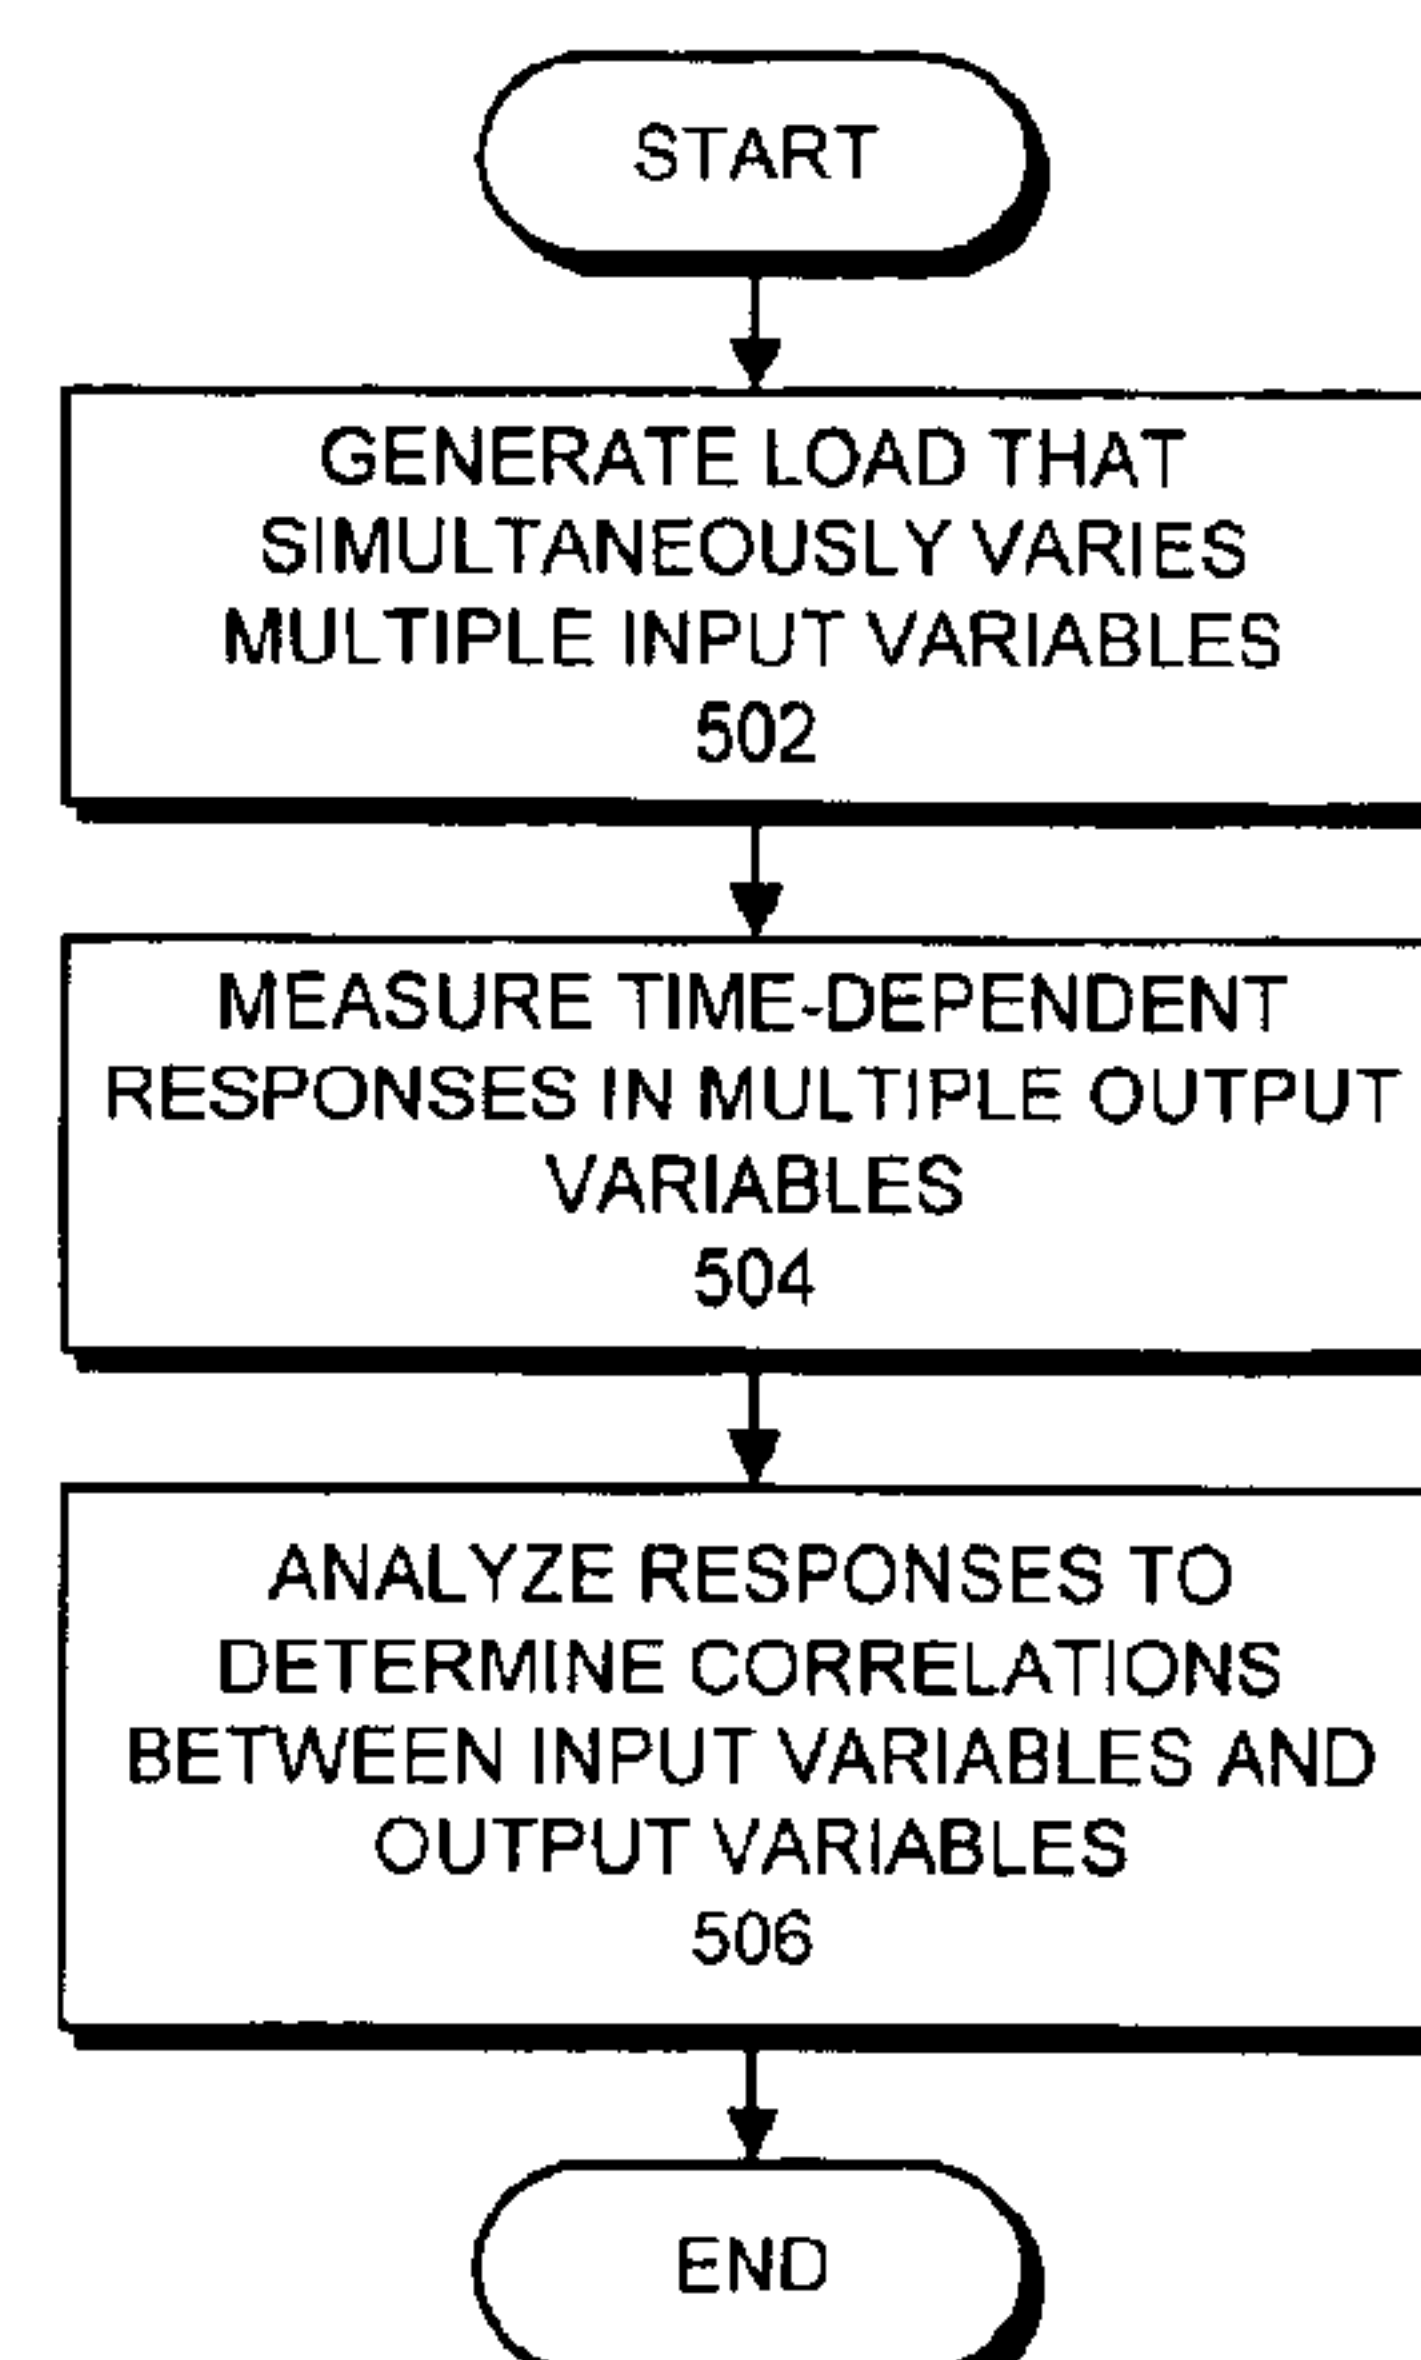 START
GENERATE LOAD THAT
SIMULTANEOUSLY VARIES
MULTIPLE INPUT VARIABLES
502
MEASURE TIME-DEPENDENT
RESPONSES IN MULTIPLE OUTPUT
VARIABLES
504
ANALYZE RESPONSES TO
DETERMINE CORRELATIONS
BETWEEN INPUT VARIABLES AND
OUTPUT VARIABLES
506
END